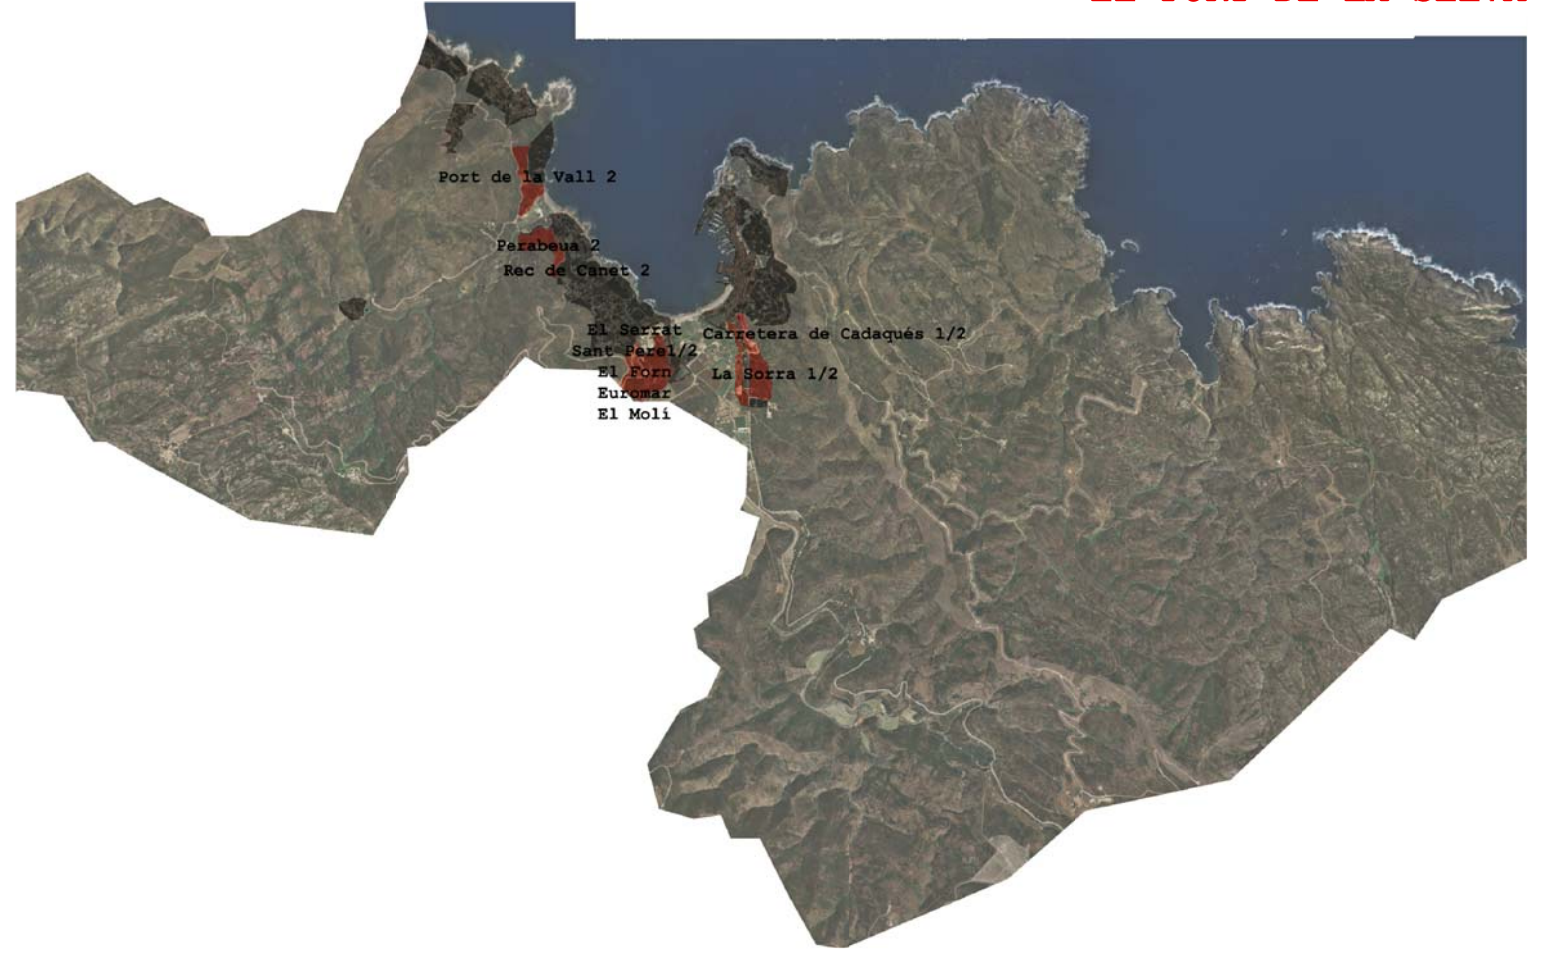 Port de la Vall 2
Perabeua 2
Rec de Canet 2
El Serrat
Carretera de Cadaqués 1/2
Sant Pere1/2
El Forn
La Sorra 1/2
Euromar
El Molí